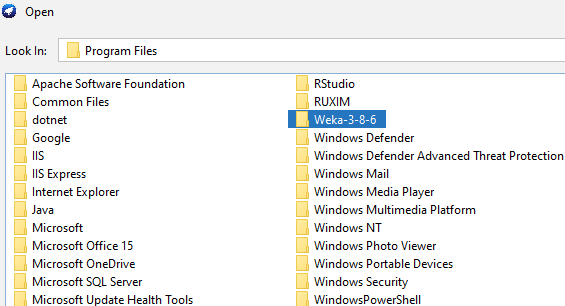 Open
Look In: Program Files
Apache Software Foundation
Common Files
dotnet
Google
IIS
IIS Express
Internet Explorer
Java
Microsoft
Microsoft Office 15
Microsoft OneDrive
Microsoft SQL Server
Microsoft Update Health Tools
RStudio
RUXIM
Weka-3-8-6
Windows Defender
Windows Defender Advanced Threat Protection
Windows Mail
Windows Media Player
Windows Multimedia Platform
Windows NT
Windows Photo Viewer
Windows Portable Devices
Windows Security
WindowsPowerShell